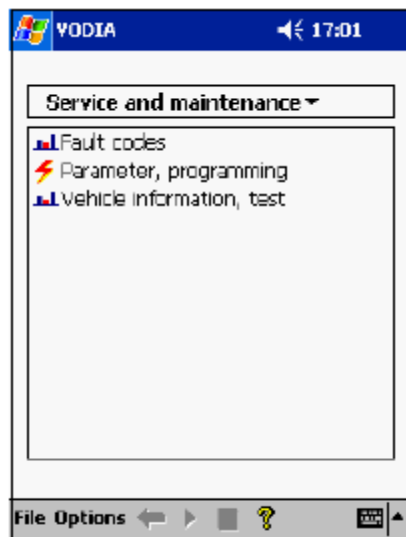 VODIA 17:01
Service and maintenance
Fault codes
Parameter, programming
Vehicle information, test
File Options